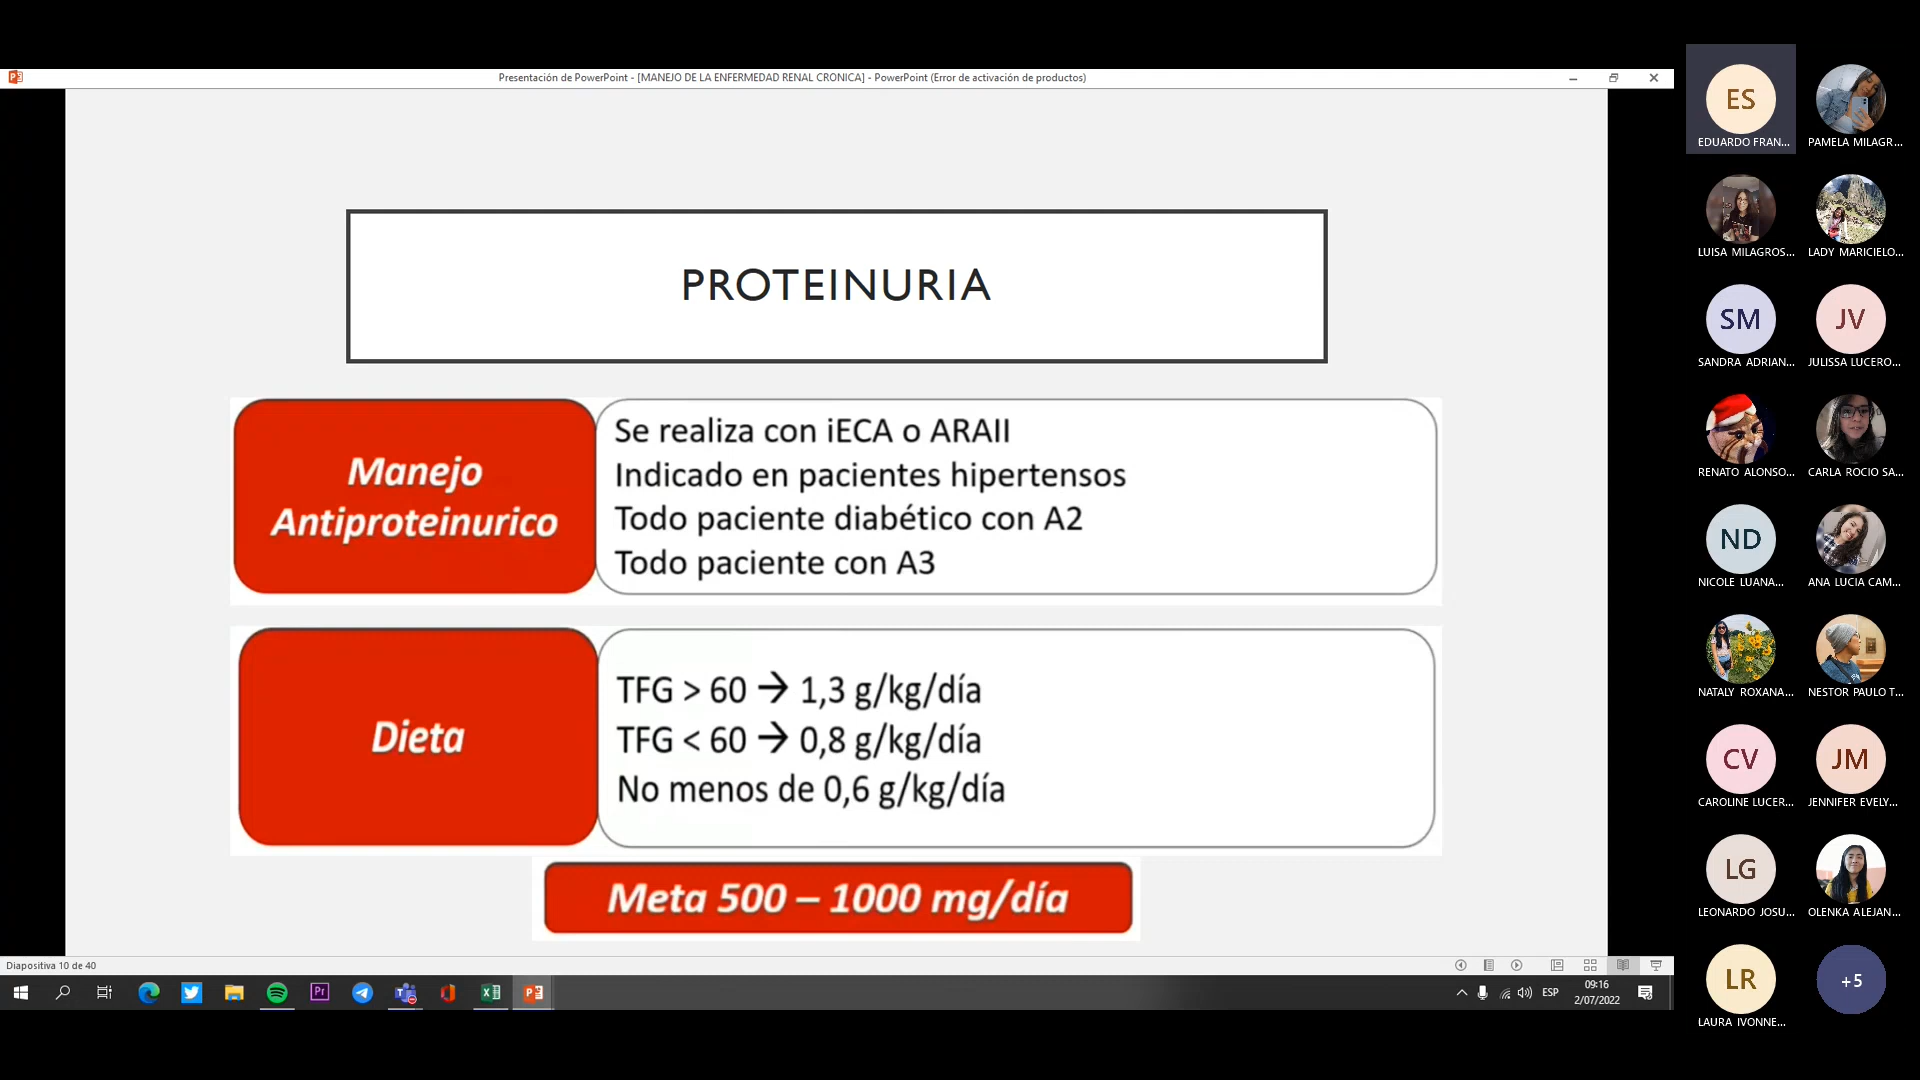 Presentación de PowerPoint - [MANEJO DE LA ENFERMEDAD RENAL CRONICA] - PowerPoint (Error de activación de productos)
PROTEINURIA
Manejo
Antiproteinurico
Se realiza con iECA o ARAII
Indicado en pacientes hipertensos
Todo paciente diabético con A2
Todo paciente con A3
Dieta
TFG > 60 → 1,3 g/kg/día
TFG < 60 → 0,8 g/kg/día
No menos de 0,6 g/kg/día
Meta 500 – 1000 mg/día
Diapositiva 10 de 40
ESP
09:16
2/07/2022
ES
EDUARDO FRAN...
PAMELA MILAGR...
LUISA MILAGROS...
LADY MARICIELO...
SM
SANDRA ADRIAN...
JV
JULISSA LUCERO...
RENATO ALONSO...
CARLA ROCIO SA...
ND
NICOLE LUANA...
ANA LUCIA CAM...
NATALY ROXANA...
NESTOR PAULO T...
CV
CAROLINE LUCER...
JM
JENNIFER EVELY...
LG
LEONARDO JOSU...
OLENKA ALEJAN...
LR
LAURA IVONNE...
+5